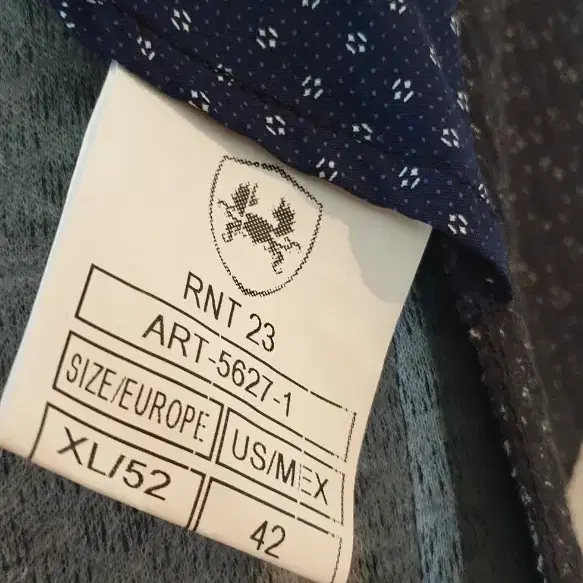 RNT 23
ART-5627-1
SIZE/EUROPE US/MEX
XL/52 42